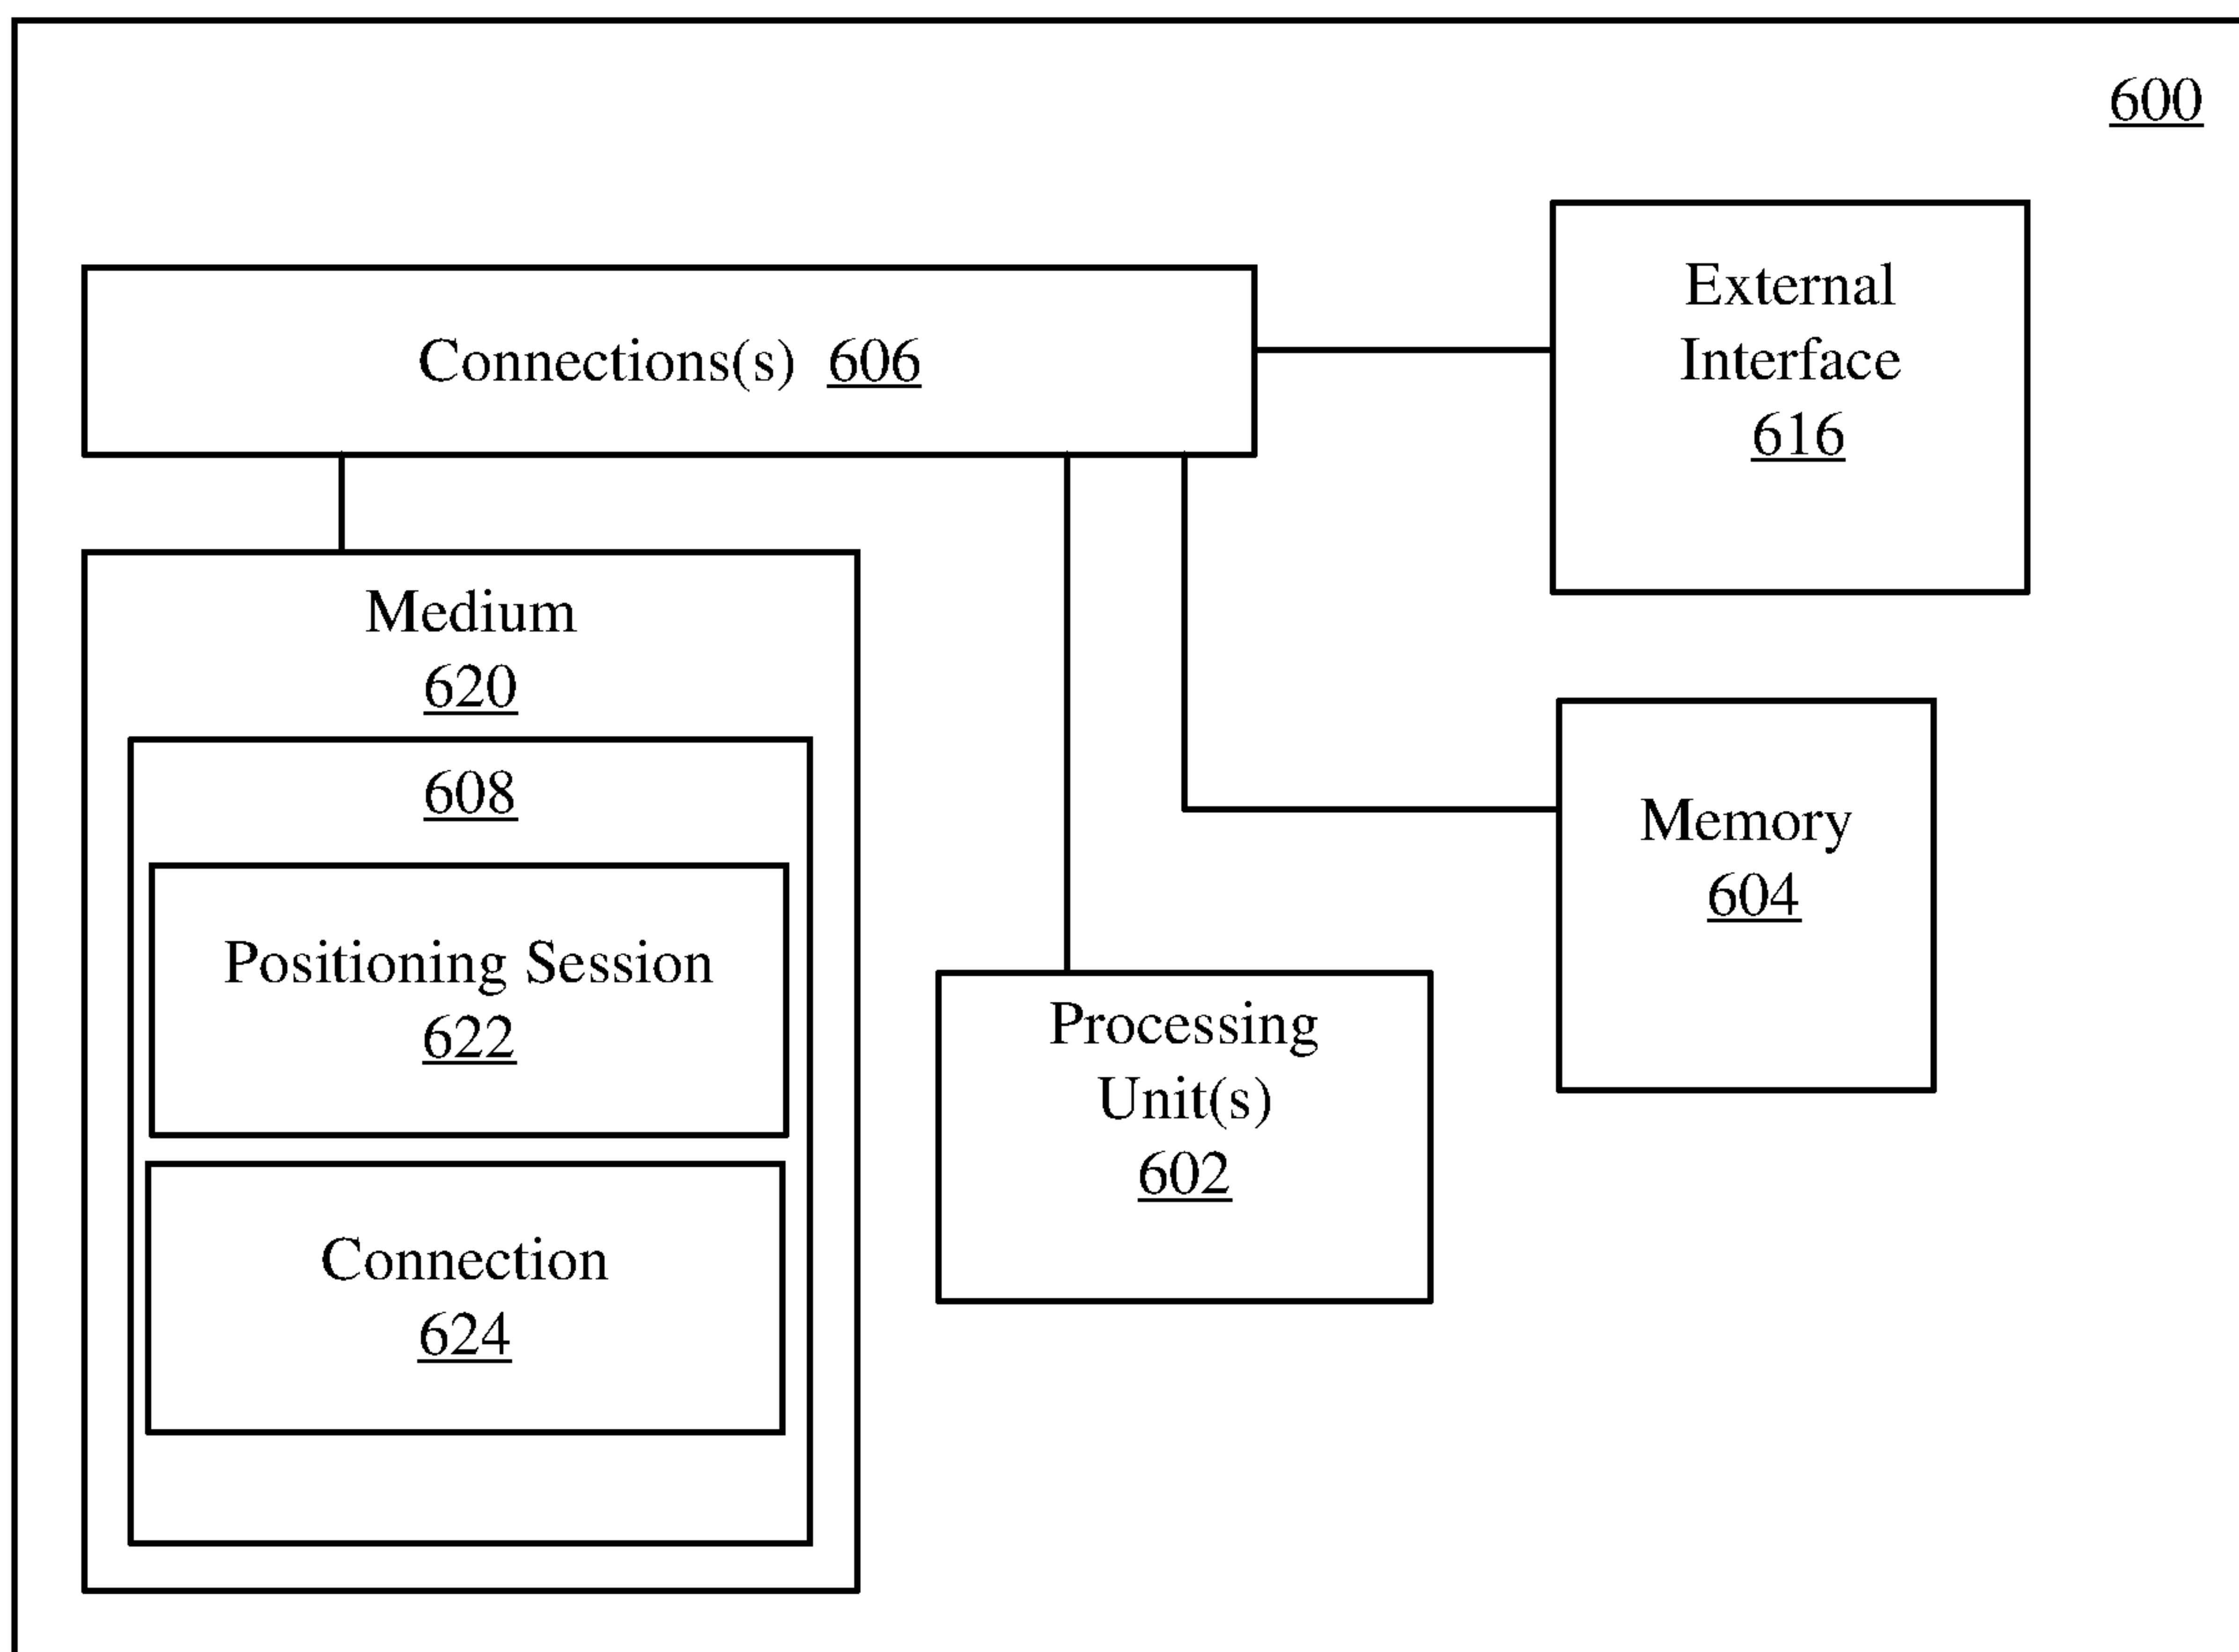 600
Connections(s) 606
External
Interface
616
Medium
620
608
Positioning Session
622
Connection
624
Processing
Unit(s)
602
Memory
604